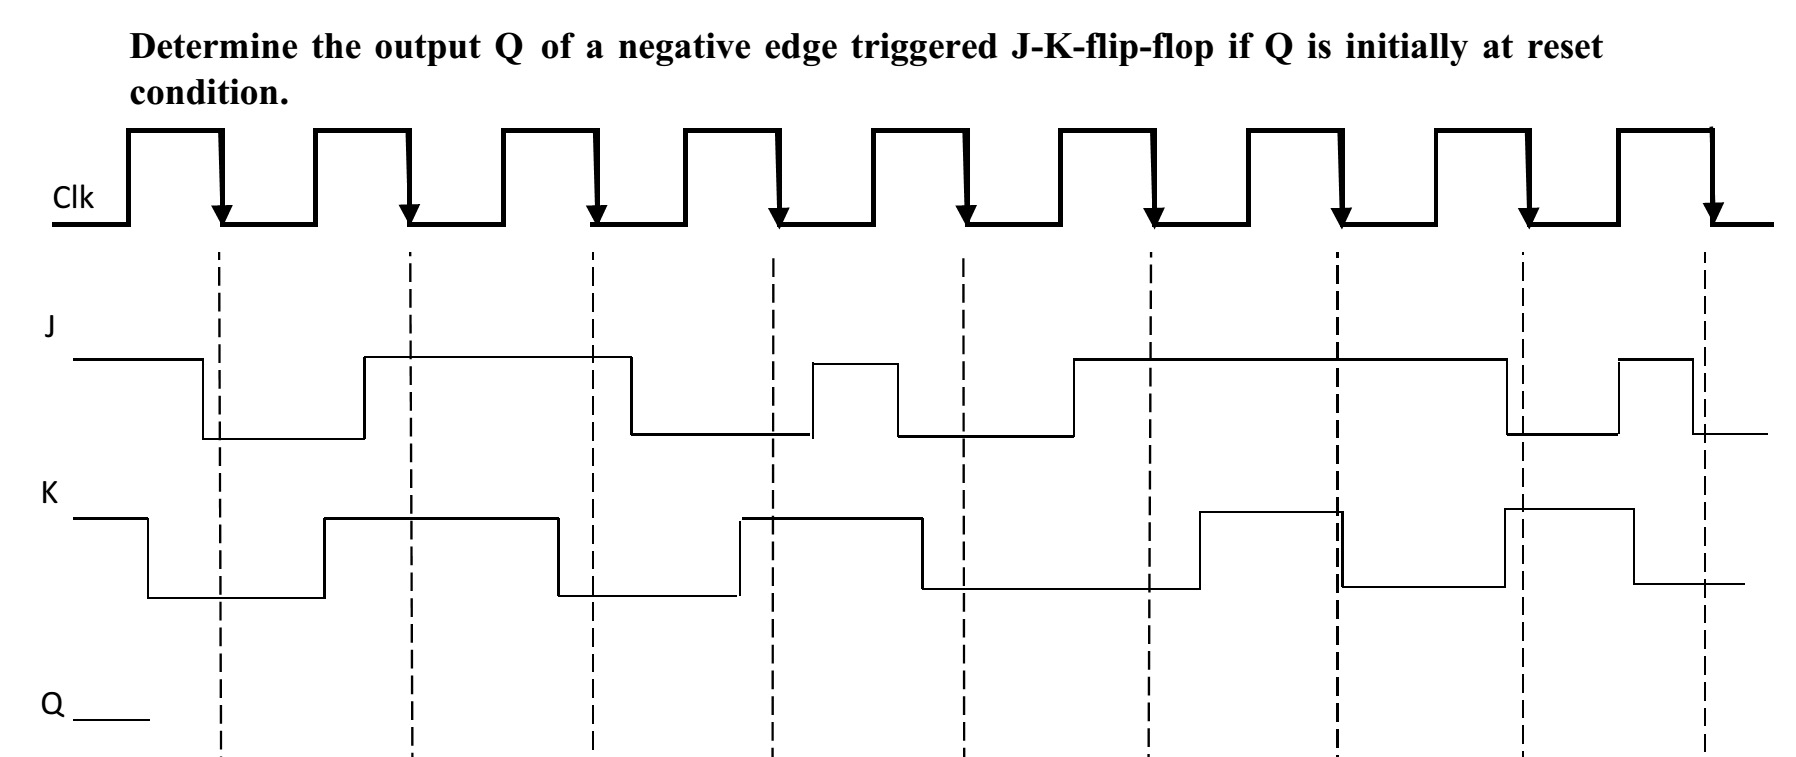 Determine the output Q of a negative edge triggered J-K-flip-flop if Q is initially at reset
condition.
Clk
J
K
Q